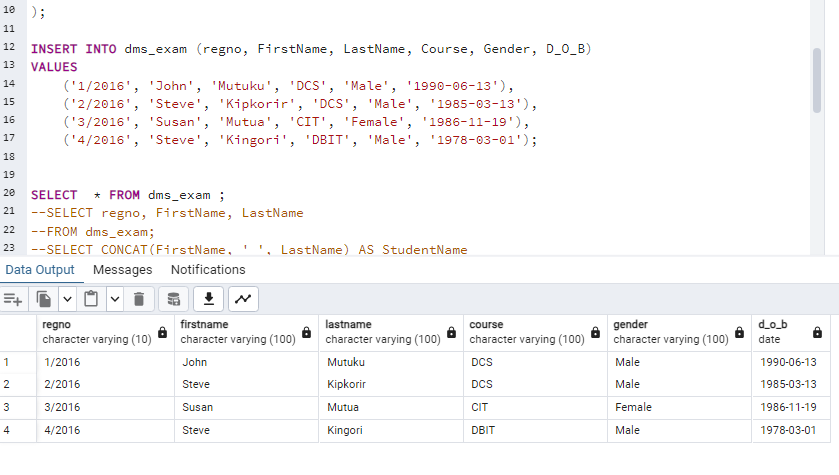 10 );
11
12 INSERT INTO dms_exam (regno, FirstName, LastName, Course, Gender, D_O_B)
13 VALUES
14 ('1/2016', 'John', 'Mutuku', 'DCS', 'Male', '1990-06-13'),
15 ('2/2016', 'Steve', 'Kipkorir', 'DCS', 'Male', '1985-03-13'),
16 ('3/2016', 'Susan', 'Mutua', 'CIT', 'Female', '1986-11-19'),
17 ('4/2016', 'Steve', 'Kingori', 'DBIT', 'Male', '1978-03-01');
18
19
20 SELECT * FROM dms_exam ;
21 --SELECT regno, FirstName, LastName
22 --FROM dms_exam;
23 --SELECT CONCAT(FirstName, ' ', LastName) AS StudentName
Data Output Messages Notifications
regno firstname lastname course gender d_o_b
character varying (10) character varying (100) character varying (100) character varying (100) character varying (100) date
1 1/2016 John Mutuku DCS Male 1990-06-13
2 2/2016 Steve Kipkorir DCS Male 1985-03-13
3 3/2016 Susan Mutua CIT Female 1986-11-19
4 4/2016 Steve Kingori DBIT Male 1978-03-01